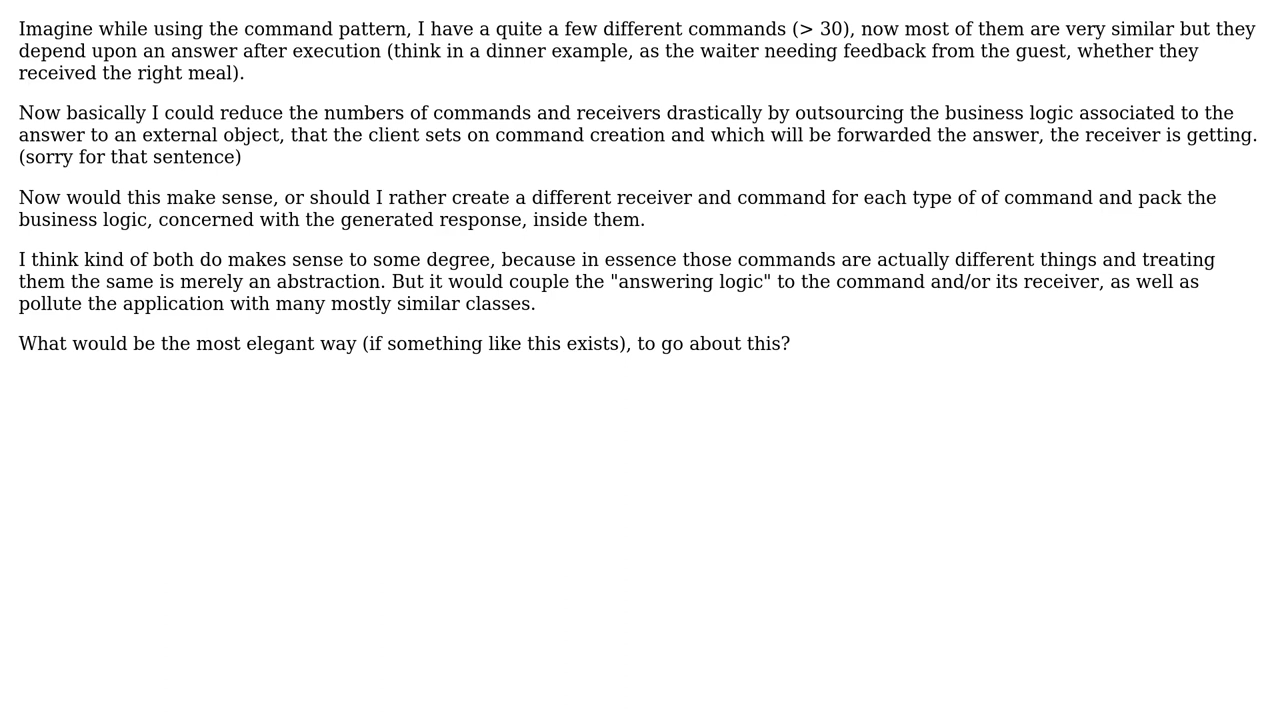 Imagine while using the command pattern, I have a quite a few different commands (> 30), now most of them are very similar but they
depend upon an answer after execution (think in a dinner example, as the waiter needing feedback from the guest, whether they
received the right meal).
Now basically I could reduce the numbers of commands and receivers drastically by outsourcing the business logic associated to the
answer to an external object, that the client sets on command creation and which will be forwarded the answer, the receiver is getting.
(sorry for that sentence)
Now would this make sense, or should I rather create a different receiver and command for each type of of command and pack the
business logic, concerned with the generated response, inside them.
I think kind of both do makes sense to some degree, because in essence those commands are actually different things and treating
them the same is merely an abstraction. But it would couple the "answering logic" to the command and/or its receiver, as well as
pollute the application with many mostly similar classes.
What would be the most elegant way (if something like this exists), to go about this?